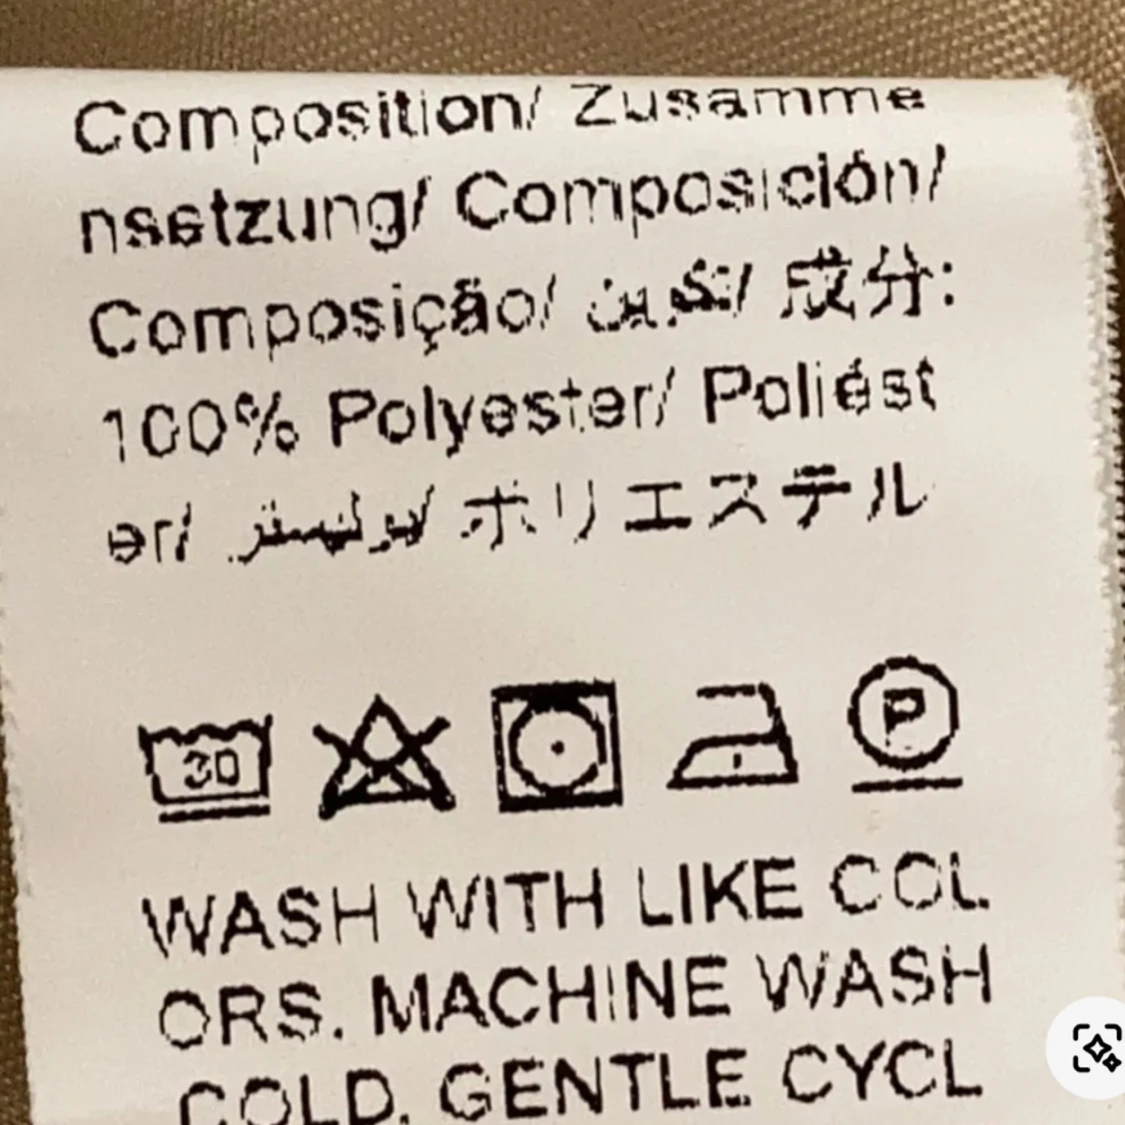 Composition/ Zusamme
nsetzung/ Composición/
Composição/ تكوين/ 成分:
100% Polyester/ Poliést
er/ بوليستر/ ポリエステル
30 P
WASH WITH LIKE COL
ORS. MACHINE WASH
COLD. GENTLE CYCL